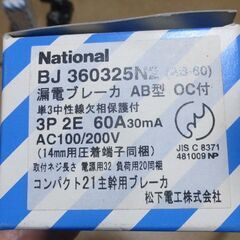 National
BJ 360325N2 (AB-60)
漏電ブレーカ AB型 OC付
単3中性線欠相保護付
3P 2E 60A 30mA
AC100/200V
(14mm用圧着端子同梱)
JIS C 8371
481009 NP
取付ネジ長さ 電源用32 負荷用20同梱
コンパクト21主幹用ブレーカ
松下電工株式会社